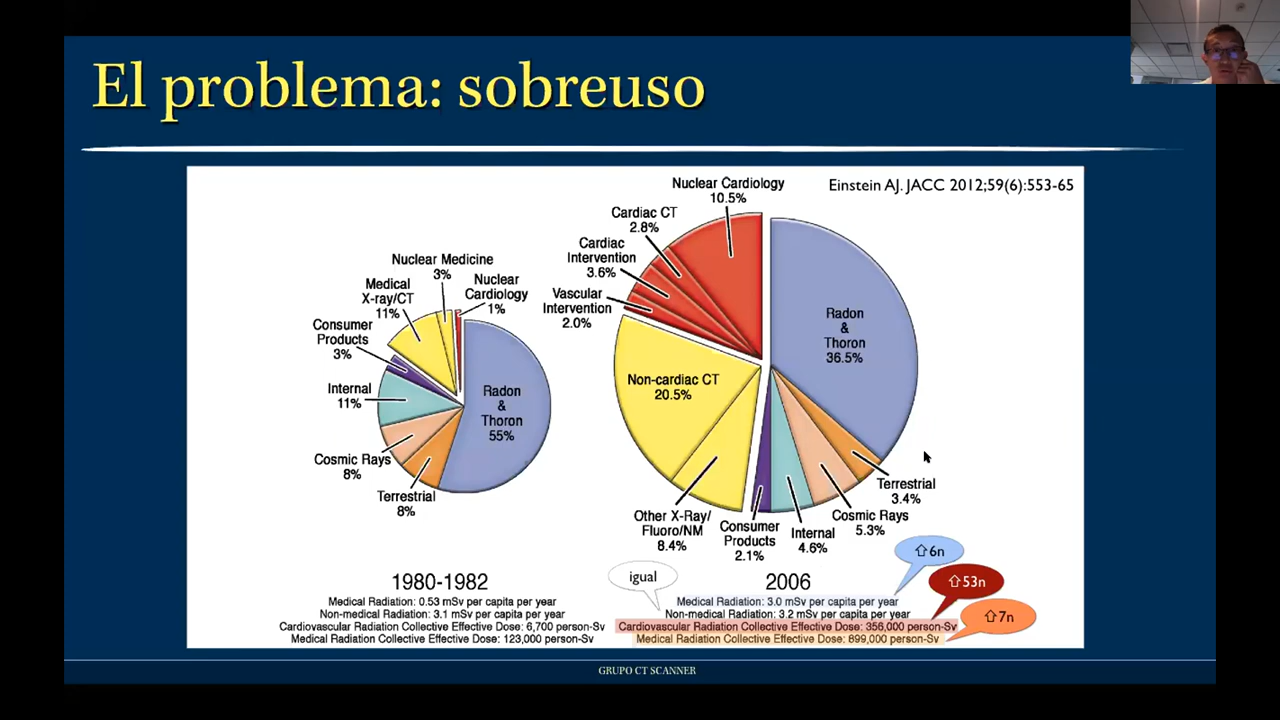 El problema: sobreuso
Einstein AJ. JACC 2012;59(6):553-65
Nuclear Medicine
3%
Nuclear
Cardiology
1%
Medical
X-ray/CT
11%
Consumer
Products
3%
Internal
11%
Cosmic Rays
8%
Terrestrial
8%
Radon
&
Thoron
55%
1980-1982
Medical Radiation: 0.53 mSv per capita per year
Non-medical Radiation: 3.1 mSv per capita per year
Cardiovascular Radiation Collective Effective Dose: 6,700 person-Sv
Medical Radiation Collective Effective Dose: 123,000 person-Sv
Nuclear Cardiology
10.5%
Cardiac CT
2.8%
Cardiac
Intervention
3.6%
Vascular
Intervention
2.0%
Non-cardiac CT
20.5%
Other X-Ray/
Fluoro/NM
8.4%
Consumer
Products
2.1%
Internal
4.6%
Cosmic Rays
5.3%
Terrestrial
3.4%
Radon
&
Thoron
36.5%
igual
⇧6n
⇧53n
⇧7n
2006
Medical Radiation: 3.0 mSv per capita per year
Non-medical Radiation: 3.2 mSv per capita per year
Cardiovascular Radiation Collective Effective Dose: 356,000 person-Sv
Medical Radiation Collective Effective Dose: 899,000 person-Sv
GRUPO CT SCANNER